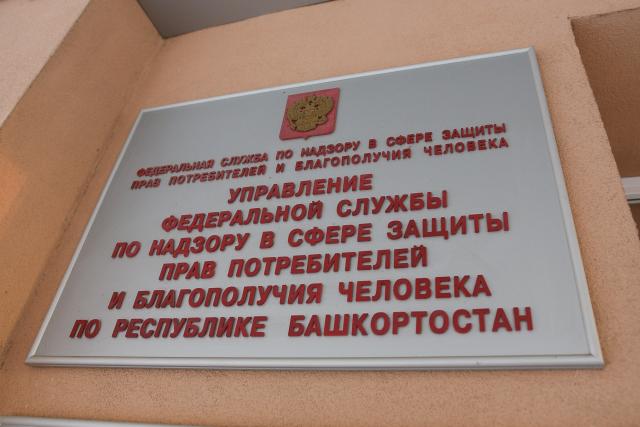 ФЕДЕРАЛЬНАЯ СЛУЖБА ПО НАДЗОРУ В СФЕРЕ ЗАЩИТЫ
ПРАВ ПОТРЕБИТЕЛЕЙ И БЛАГОПОЛУЧИЯ ЧЕЛОВЕКА
УПРАВЛЕНИЕ
ФЕДЕРАЛЬНОЙ СЛУЖБЫ
ПО НАДЗОРУ В СФЕРЕ ЗАЩИТЫ
ПРАВ ПОТРЕБИТЕЛЕЙ
И БЛАГОПОЛУЧИЯ ЧЕЛОВЕКА
ПО РЕСПУБЛИКЕ БАШКОРТОСТАН